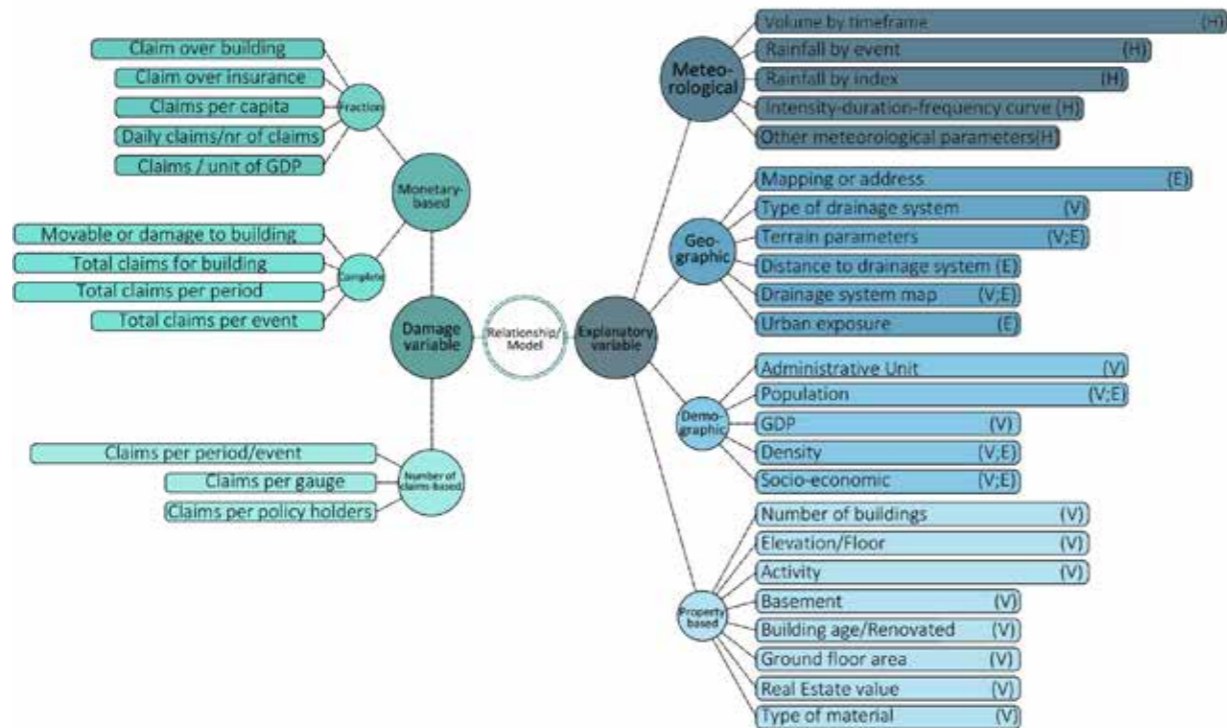 Claim over building
Claim over insurance
Claims per capita
Daily claims/nr of claims
Claims / unit of GDP
Fraction
Monetary-
based
Movable or damage to building
Total claims for building
Total claims per period
Total claims per event
Complete
Damage
variable
Claims per period/event
Claims per gauge
Claims per policy holders
Number of
claims-based
Relationship/
Model
Explanatory
variable
Meteo-
rological
Volume by timeframe (H)
Rainfall by event (H)
Rainfall by index (H)
Intensity-duration-frequency curve (H)
Other meteorological parameters(H)
Geo-
graphic
Mapping or address (E)
Type of drainage system (V)
Terrain parameters (V;E)
Distance to drainage system (E)
Drainage system map (V;E)
Urban exposure (E)
Demo-
graphic
Administrative Unit (V)
Population (V;E)
GDP (V)
Density (V;E)
Socio-economic (V;E)
Property
based
Number of buildings (V)
Elevation/Floor (V)
Activity (V)
Basement (V)
Building age/Renovated (V)
Ground floor area (V)
Real Estate value (V)
Type of material (V)